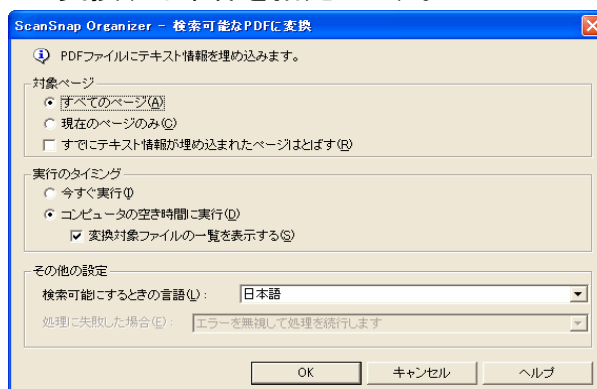 ScanSnap Organizer - 検索可能なPDFに変換
PDFファイルにテキスト情報を埋め込みます。
対象ページ
すべてのページ(A)
現在のページのみ(C)
すでにテキスト情報が埋め込まれたページはとばす(R)
実行のタイミング
今すぐ実行(I)
コンピュータの空き時間に実行(D)
変換対象ファイルの一覧を表示する(S)
その他の設定
検索可能にするときの言語(L): 日本語
処理に失敗した場合(E): エラーを無視して処理を続行します
OK キャンセル ヘルプ